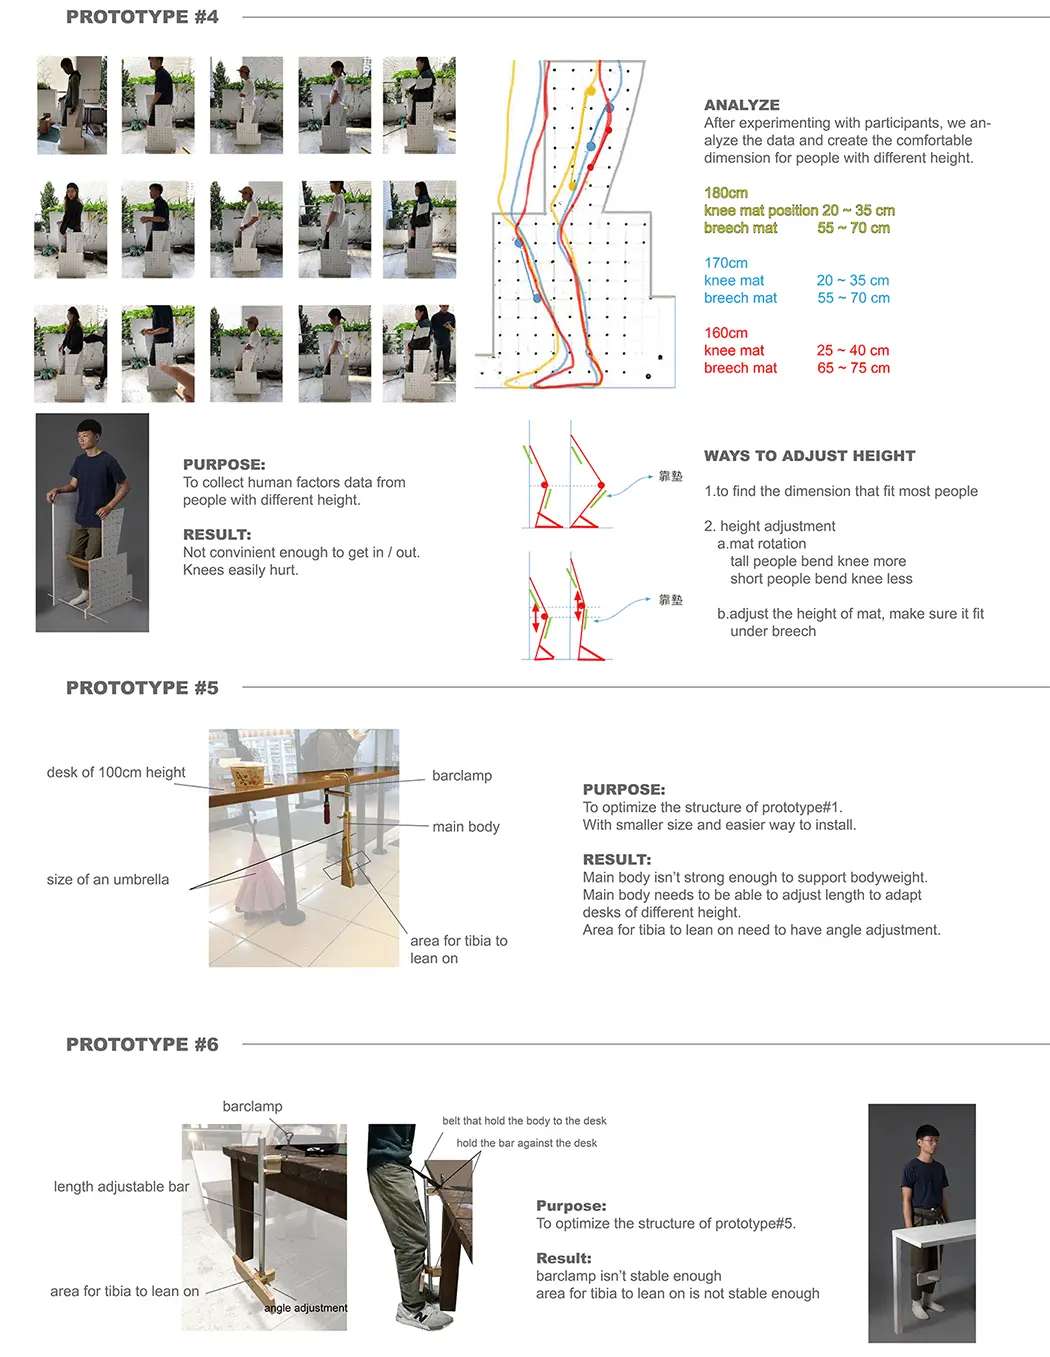 PROTOTYPE #4
ANALYZE
After experimenting with participants, we an-
alyze the data and create the comfortable
dimension for people with different height.
180cm
knee mat position 20 ~ 35 cm
breech mat 55 ~ 70 cm
170cm
knee mat 20 ~ 35 cm
breech mat 55 ~ 70 cm
160cm
knee mat 25 ~ 40 cm
breech mat 65 ~ 75 cm
PURPOSE:
To collect human factors data from
people with different height.
RESULT:
Not convinient enough to get in / out.
Knees easily hurt.
靠墊
靠墊
WAYS TO ADJUST HEIGHT
1.to find the dimension that fit most people
2. height adjustment
a.mat rotation
tall people bend knee more
short people bend knee less
b.adjust the height of mat, make sure it fit
under breech
PROTOTYPE #5
desk of 100cm height
barclamp
main body
size of an umbrella
area for tibia to
lean on
PURPOSE:
To optimize the structure of prototype#1.
With smaller size and easier way to install.
RESULT:
Main body isn't strong enough to support bodyweight.
Main body needs to be able to adjust length to adapt
desks of different height.
Area for tibia to lean on need to have angle adjustment.
PROTOTYPE #6
barclamp
belt that hold the body to the desk
hold the bar against the desk
length adjustable bar
area for tibia to lean on
angle adjustment
Purpose:
To optimize the structure of prototype#5.
Result:
barclamp isn't stable enough
area for tibia to lean on is not stable enough